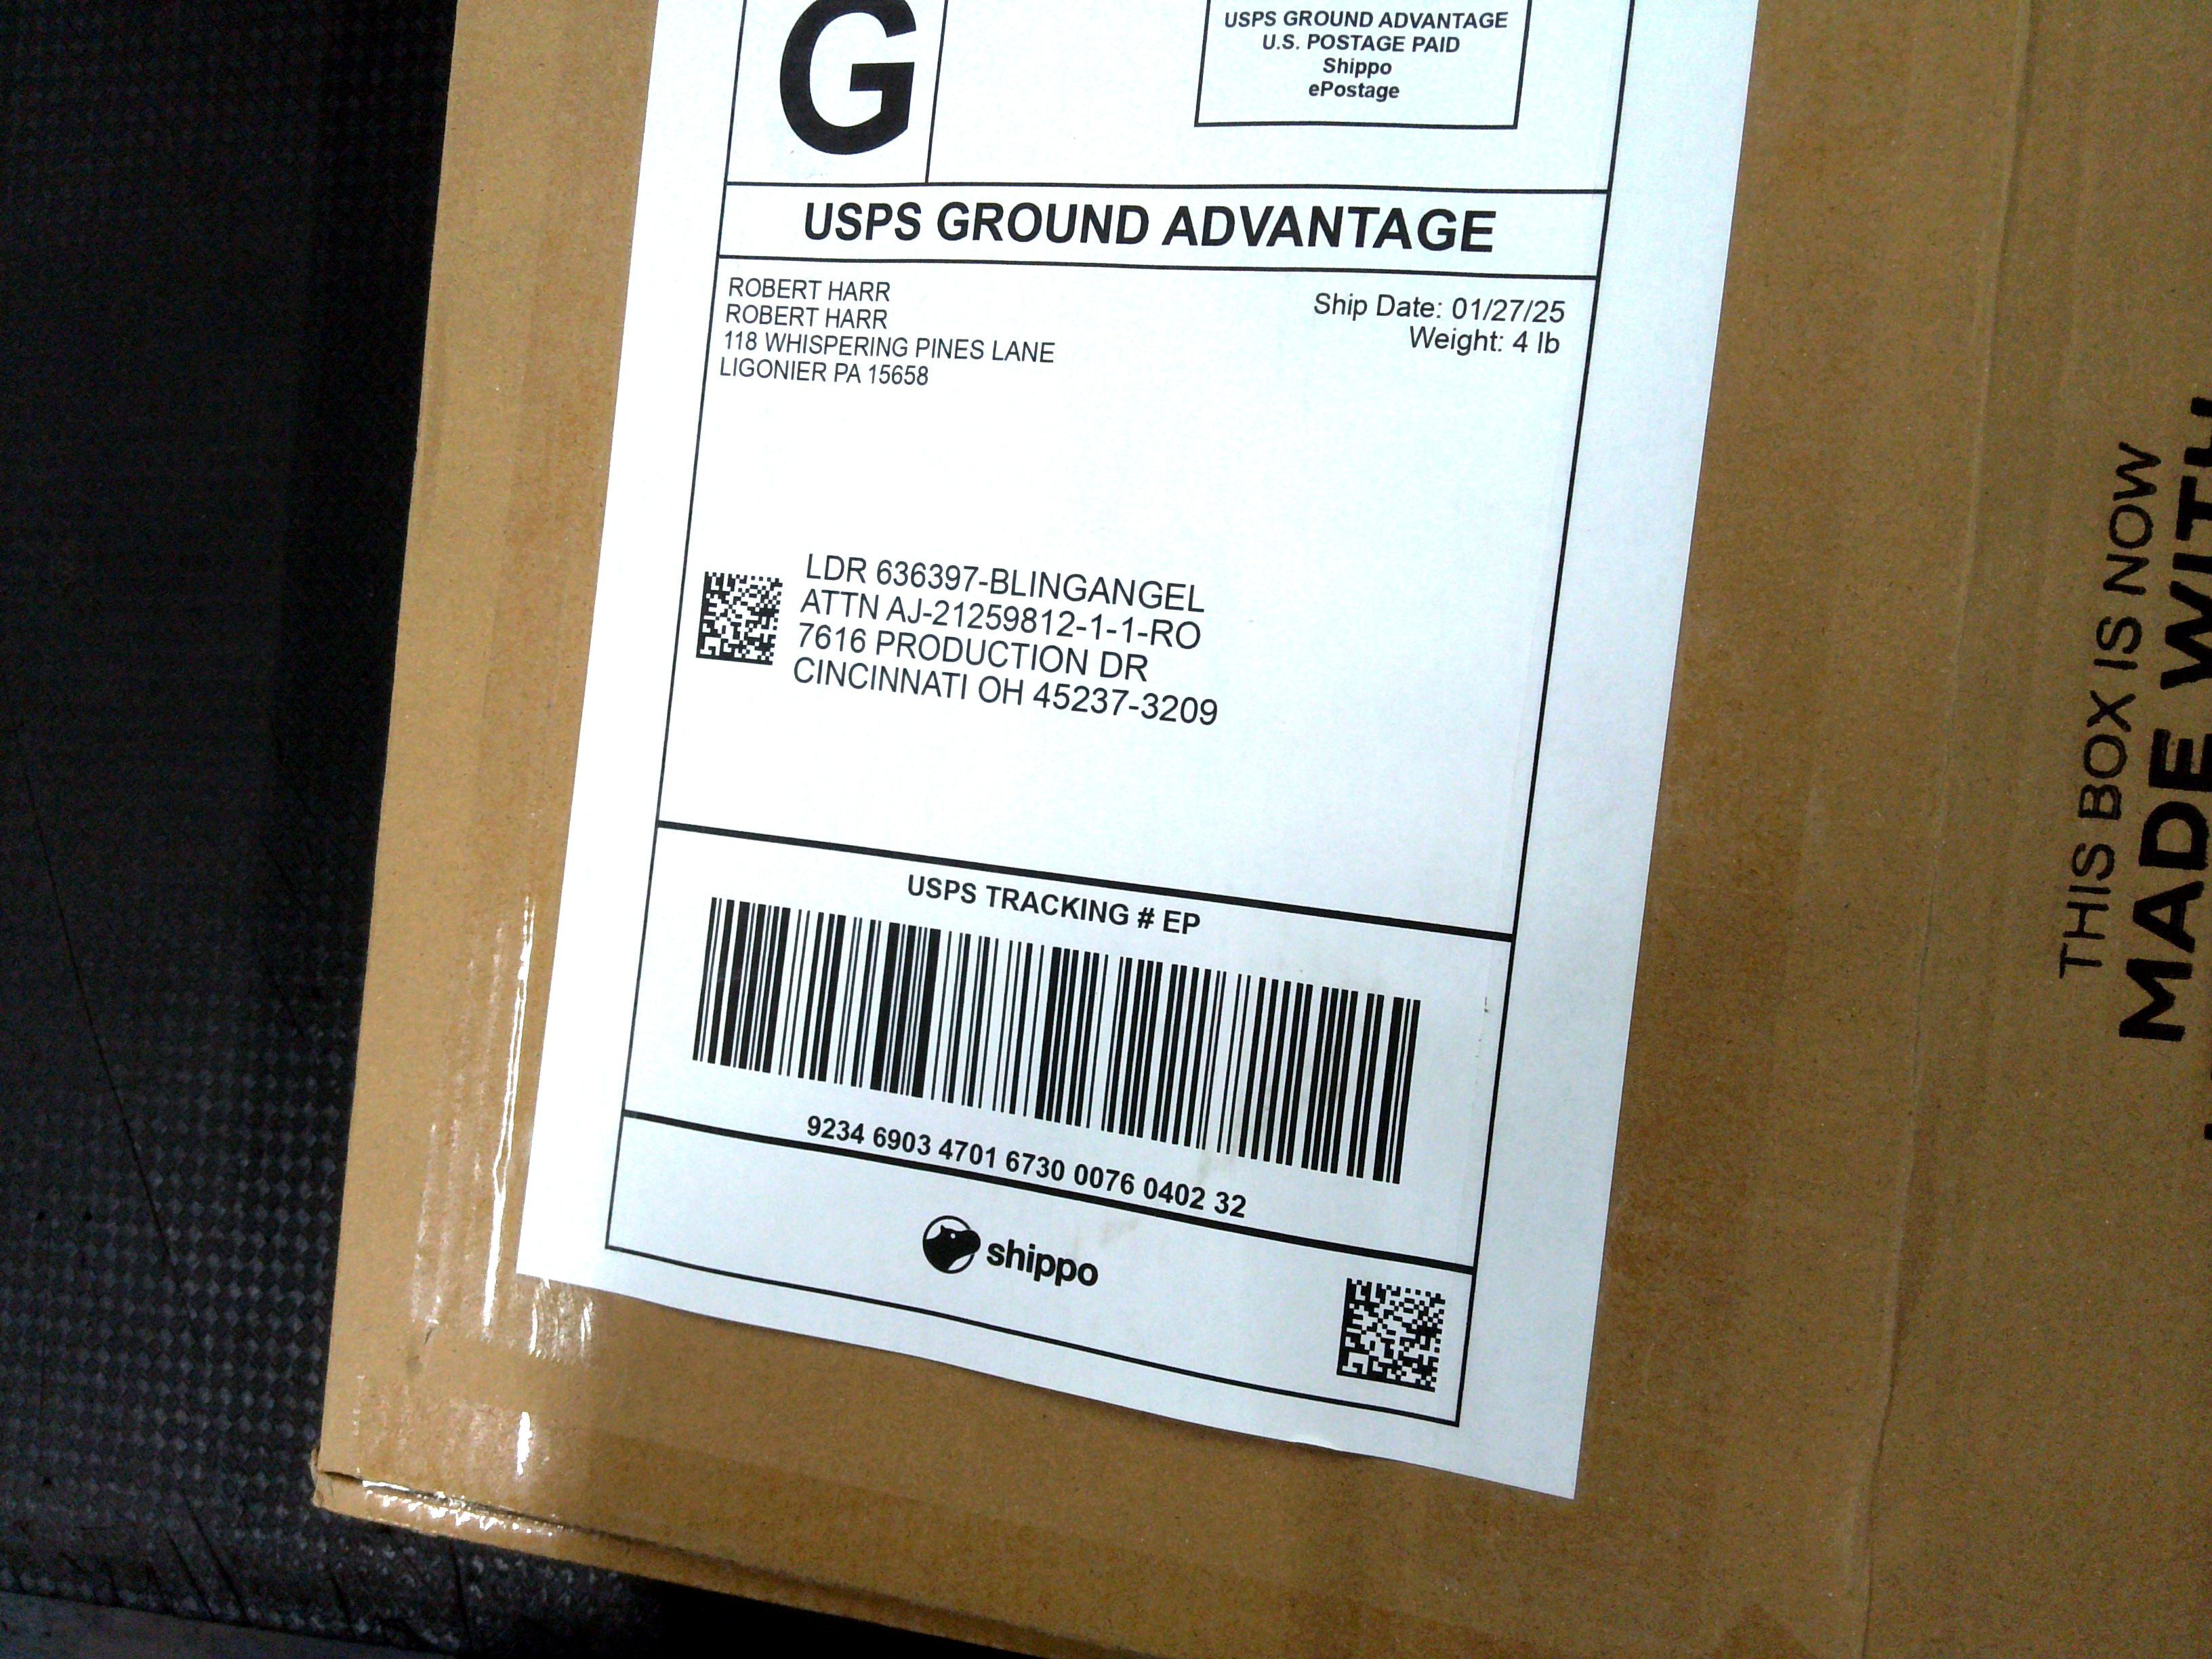 G
USPS GROUND ADVANTAGE
U.S. POSTAGE PAID
Shippo
ePostage
USPS GROUND ADVANTAGE
ROBERT HARR
ROBERT HARR
118 WHISPERING PINES LANE
LIGONIER PA 15658
Ship Date: 01/27/25
Weight: 4 lb
LDR 636397-BLINGANGEL
ATTN AJ-21259812-1-1-RO
7616 PRODUCTION DR
CINCINNATI OH 45237-3209
USPS TRACKING # EP
9234 6903 4701 6730 0076 0402 32
shippo
THIS BOX IS NOW
MADE WITH